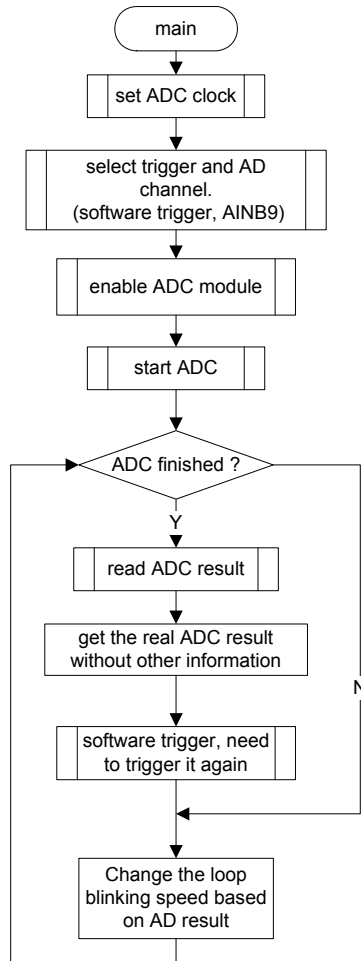 main
set ADC clock
select trigger and AD
channel.
(software trigger, AINB9)
enable ADC module
start ADC
ADC finished ?
Y
read ADC result
get the real ADC result
without other information
N
software trigger, need
to trigger it again
Change the loop
blinking speed based
on AD result